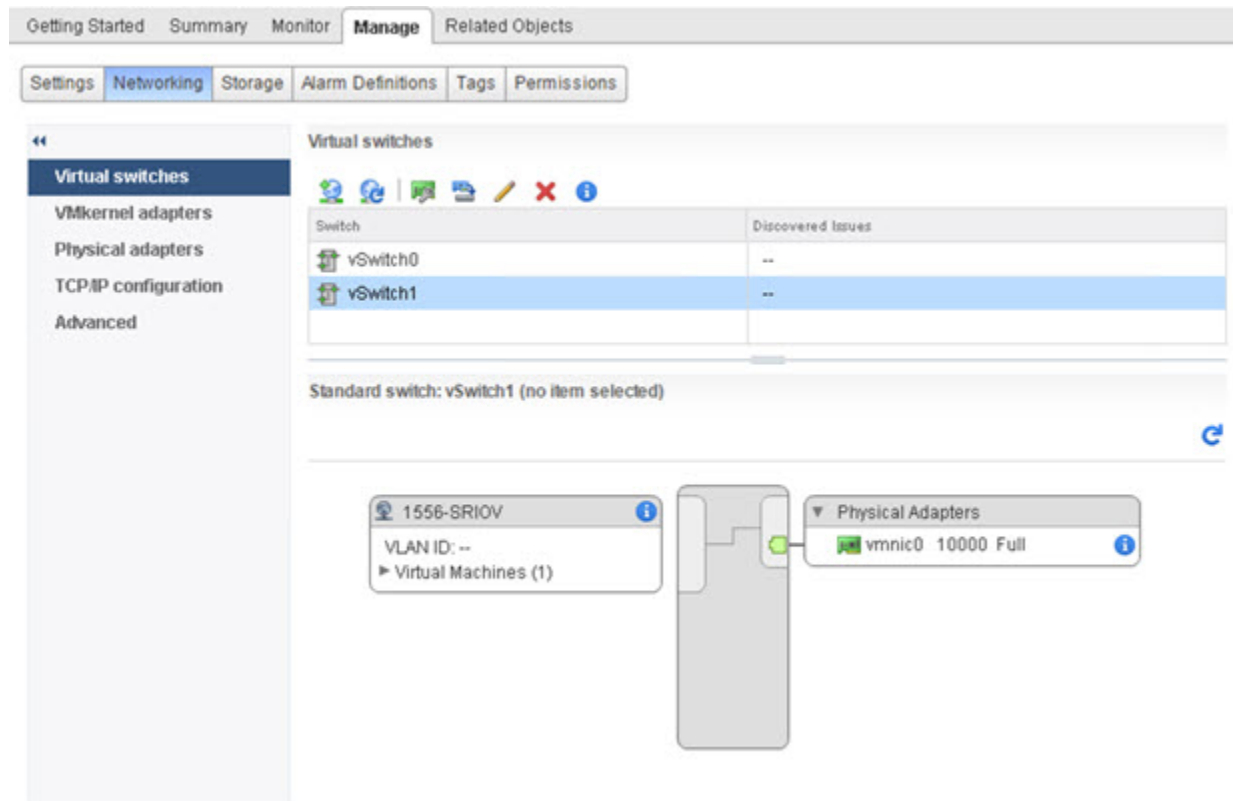 Getting Started Summary Monitor Manage Related Objects
Settings Networking Storage Alarm Definitions Tags Permissions
Virtual switches
VMkernel adapters
Physical adapters
TCP/IP configuration
Advanced
Virtual switches
Switch Discovered Issues
vSwitch0 --
vSwitch1 --
Standard switch: vSwitch1 (no item selected)
1556-SRIOV
VLAN ID: --
Virtual Machines (1)
Physical Adapters
vmnic0 10000 Full